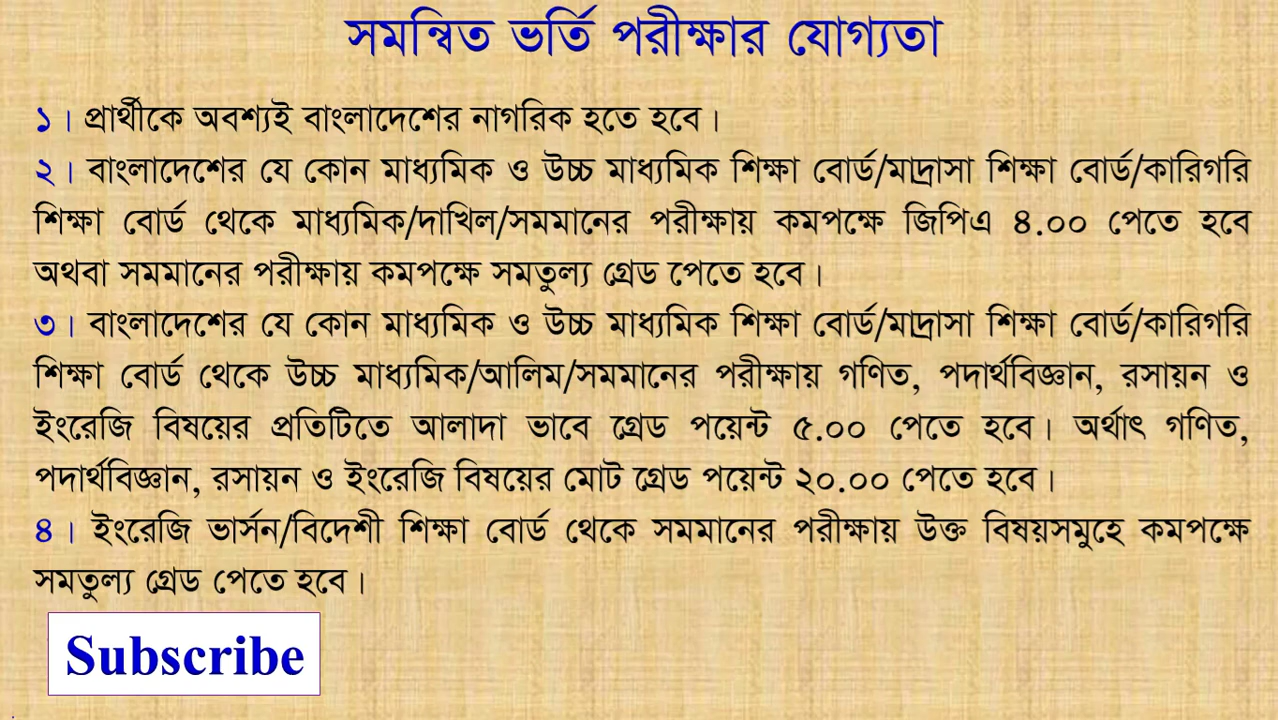 সমন্বিত ভর্তি পরীক্ষার যোগ্যতা
১। প্রার্থীকে অবশ্যই বাংলাদেশের নাগরিক হতে হবে।
২। বাংলাদেশের যে কোন মাধ্যমিক ও উচ্চ মাধ্যমিক শিক্ষা বোর্ড/মাদ্রাসা শিক্ষা বোর্ড/কারিগরি
শিক্ষা বোর্ড থেকে মাধ্যমিক/দাখিল/সমমানের পরীক্ষায় কমপক্ষে জিপিএ ৪.০০ পেতে হবে
অথবা সমমানের পরীক্ষায় কমপক্ষে সমতুল্য গ্রেড পেতে হবে।
৩। বাংলাদেশের যে কোন মাধ্যমিক ও উচ্চ মাধ্যমিক শিক্ষা বোর্ড/মাদ্রাসা শিক্ষা বোর্ড/কারিগরি
শিক্ষা বোর্ড থেকে উচ্চ মাধ্যমিক/আলিম/সমমানের পরীক্ষায় গণিত, পদার্থবিজ্ঞান, রসায়ন ও
ইংরেজি বিষয়ের প্রতিটিতে আলাদা ভাবে গ্রেড পয়েন্ট ৫.০০ পেতে হবে। অর্থাৎ গণিত,
পদার্থবিজ্ঞান, রসায়ন ও ইংরেজি বিষয়ের মোট গ্রেড পয়েন্ট ২০.০০ পেতে হবে।
৪। ইংরেজি ভার্সন/বিদেশী শিক্ষা বোর্ড থেকে সমমানের পরীক্ষায় উক্ত বিষয়সমুহে কমপক্ষে
সমতুল্য গ্রেড পেতে হবে।
Subscribe